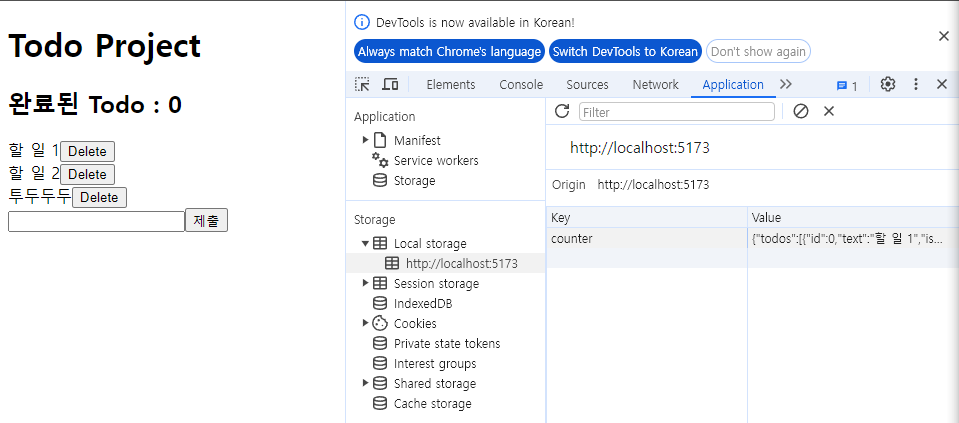 Todo Project
완료된 Todo : 0
할 일 1 Delete
할 일 2 Delete
투두두두 Delete
제출
DevTools is now available in Korean!
Always match Chrome's language Switch DevTools to Korean Don't show again
Elements Console Sources Network Application 1
Application
Manifest
Service workers
Storage
Storage
Local storage
http://localhost:5173
Session storage
IndexedDB
Cookies
Private state tokens
Interest groups
Shared storage
Cache storage
Filter
http://localhost:5173
Origin http://localhost:5173
Key Value
counter {"todos":[{"id":0,"text":"할 일 1","is...